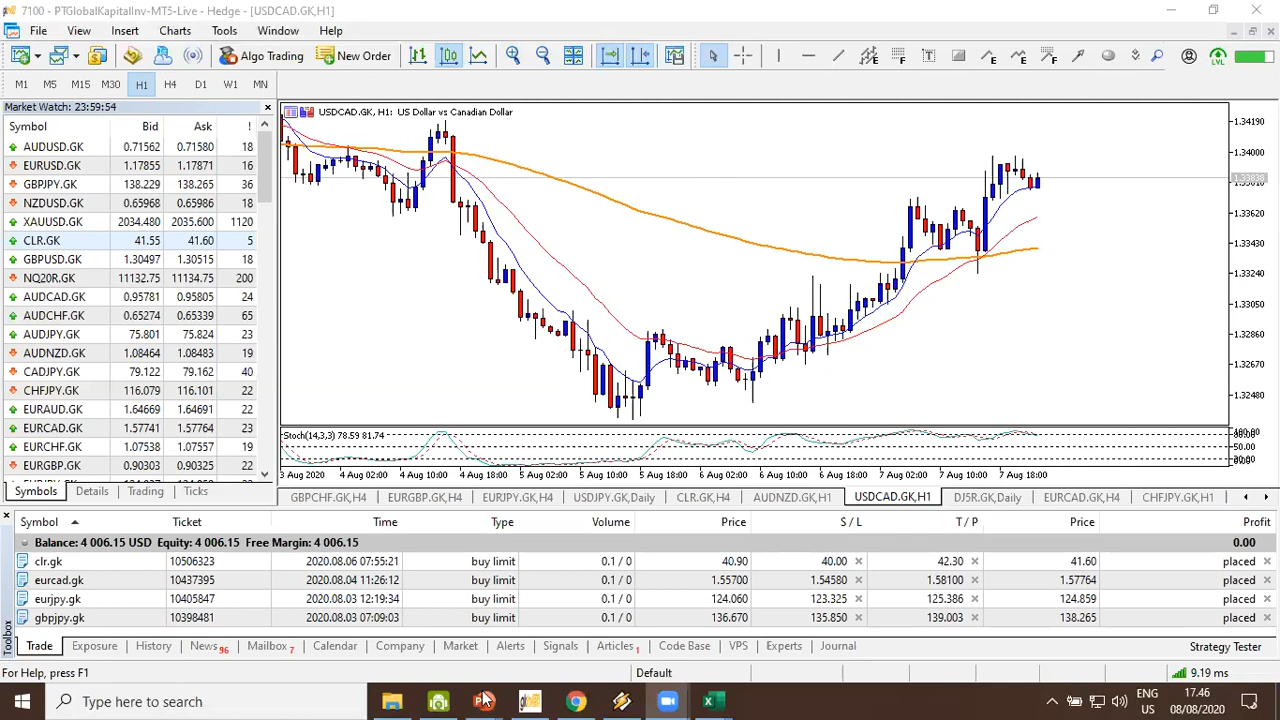 7100 - PTGlobalKapitalInv-MT5-Live - Hedge - [USDCAD.GK,H1]
File View Insert Charts Tools Window Help
Algo Trading New Order
M1 M5 M15 M30 H1 H4 D1 W1 MN
Market Watch: 23:59:54
Symbol Bid Ask !
AUDUSD.GK 0.71562 0.71580 18
EURUSD.GK 1.17855 1.17871 16
GBPJPY.GK 138.229 138.265 36
NZDUSD.GK 0.65968 0.65986 18
XAUUSD.GK 2034.480 2035.600 1120
CLR.GK 41.55 41.60 5
GBPUSD.GK 1.30497 1.30515 18
NQ20R.GK 11132.75 11134.75 200
AUDCAD.GK 0.95781 0.95805 24
AUDCHF.GK 0.65274 0.65339 65
AUDJPY.GK 75.801 75.824 23
AUDNZD.GK 1.08464 1.08483 19
CADJPY.GK 79.122 79.162 40
CHFJPY.GK 116.079 116.101 22
EURAUD.GK 1.64669 1.64691 22
EURCAD.GK 1.57741 1.57764 23
EURCHF.GK 1.07538 1.07557 19
EURGBP.GK 0.90303 0.90325 22
Symbols Details Trading Ticks
USDCAD.GK, H1: US Dollar vs Canadian Dollar
1.34190
1.34000
1.33838
1.33620
1.33430
1.33240
1.33050
1.32860
1.32670
1.32480
Stoch(14,3,3) 78.59 81.74
100.00
50.00
3 Aug 2020 4 Aug 02:00 4 Aug 10:00 4 Aug 18:00 5 Aug 02:00 5 Aug 10:00 5 Aug 18:00 6 Aug 02:00 6 Aug 10:00 6 Aug 18:00 7 Aug 02:00 7 Aug 10:00 7 Aug 18:00
GBPCHF.GK,H4 EURGBP.GK,H4 EURJPY.GK,H4 USDJPY.GK,Daily CLR.GK,H4 AUDNZD.GK,H1 USDCAD.GK,H1 DJ5R.GK,Daily EURCAD.GK,H4 CHFJPY.GK,H1
Symbol Ticket Time Type Volume Price S / L T / P Price Profit
Balance: 4 006.15 USD Equity: 4 006.15 Free Margin: 4 006.15 0.00
clr.gk 10506323 2020.08.06 07:55:21 buy limit 0.1 / 0 40.90 40.00 42.30 41.60 placed
eurcad.gk 10437395 2020.08.04 11:26:12 buy limit 0.1 / 0 1.55700 1.54580 1.58100 1.57764 placed
eurjpy.gk 10405847 2020.08.03 12:19:34 buy limit 0.1 / 0 124.060 123.325 125.386 124.859 placed
gbpjpy.gk 10398481 2020.08.03 07:09:03 buy limit 0.1 / 0 136.670 135.850 139.003 138.265 placed
Toolbox
Trade Exposure History News 96 Mailbox 7 Calendar Company Market Alerts Signals Articles 1 Code Base VPS Experts Journal Strategy Tester
For Help, press F1 Default 9.19 ms
Type here to search
ENG
US
17.46
08/08/2020